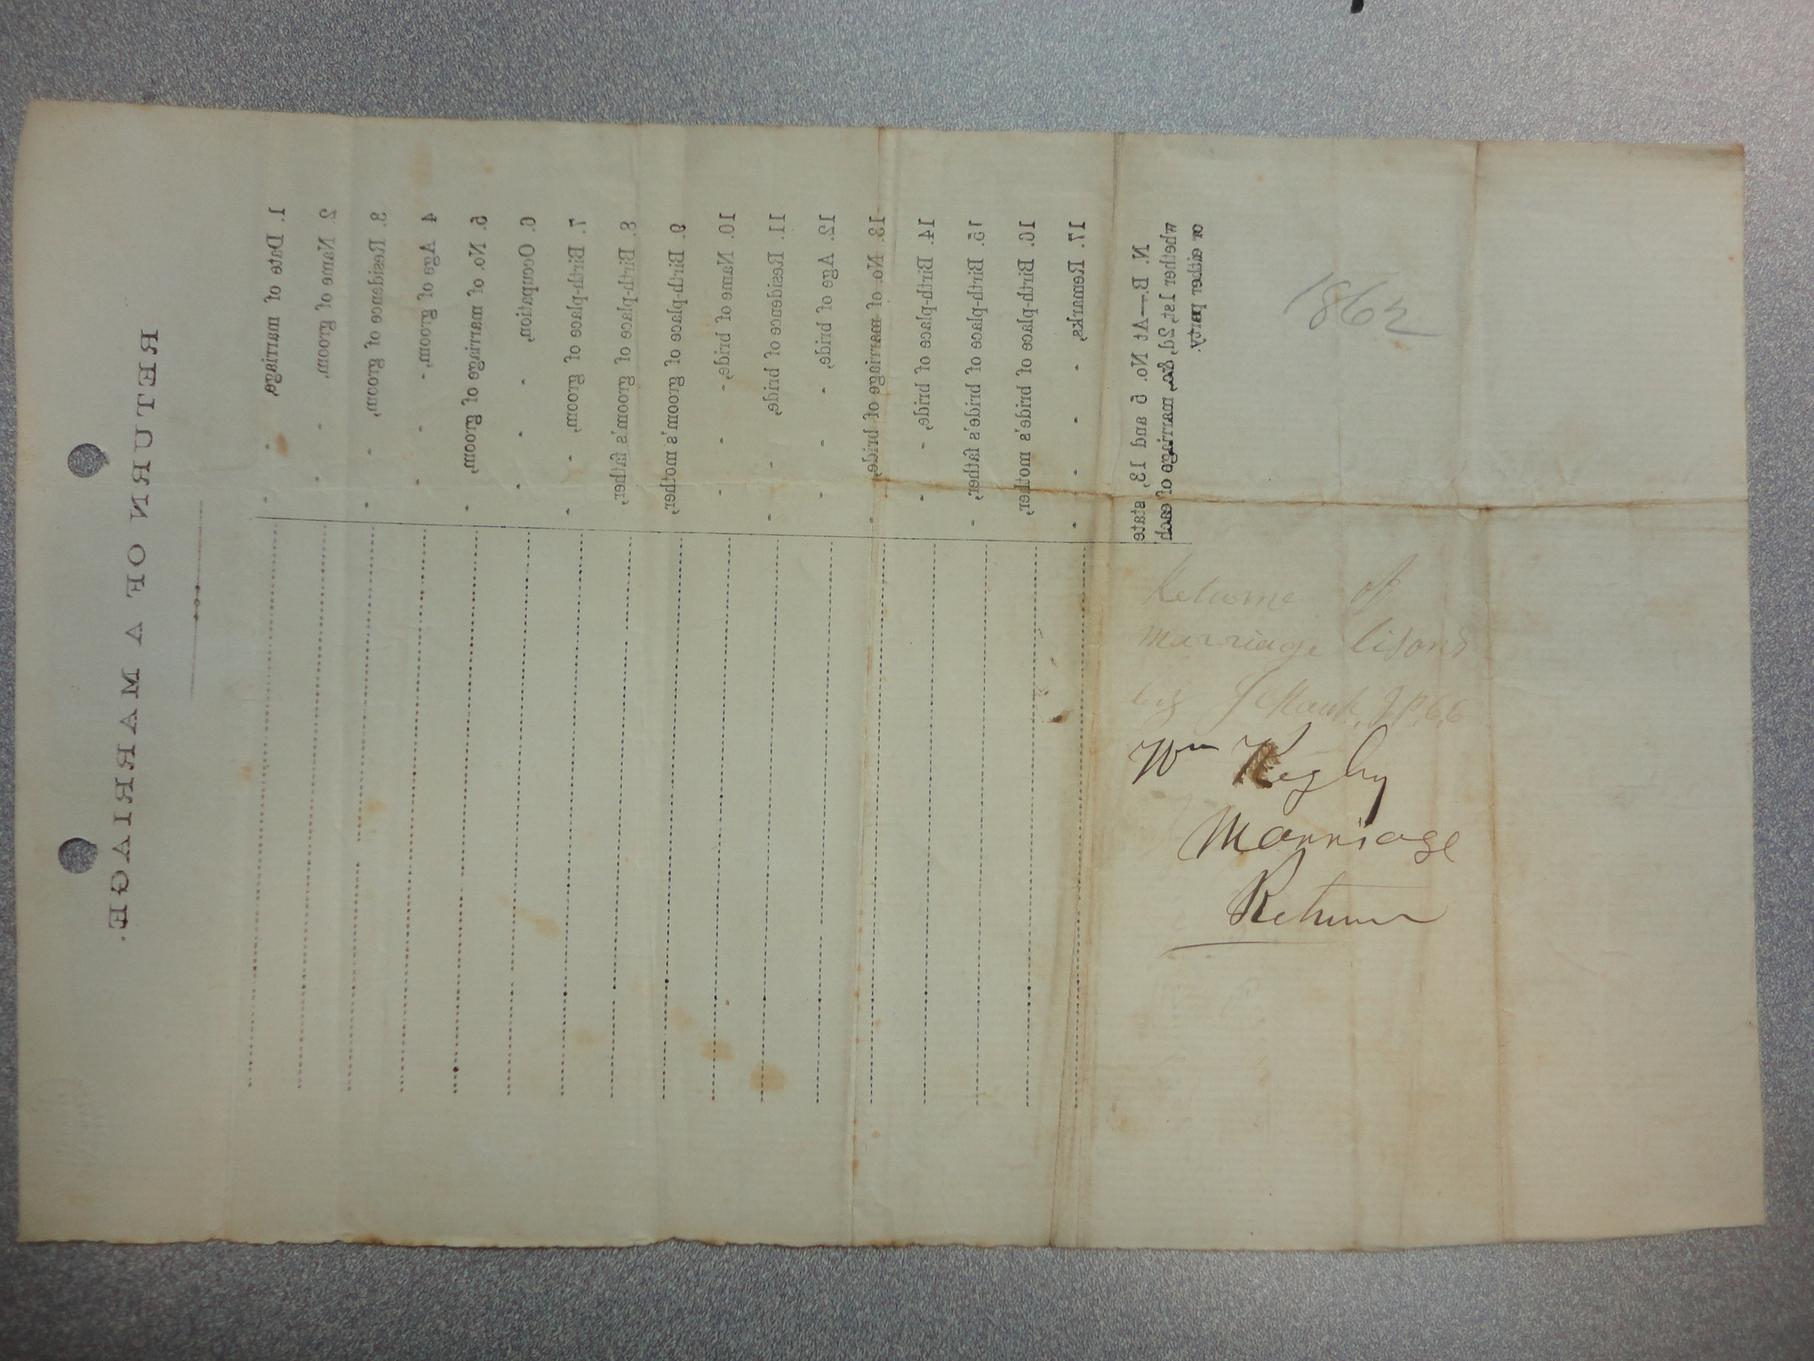 RETURN OF A MARRIAGE.
1. Date of marriage, - -
2. Name of groom, - -
3. Residence of groom, - -
4. Age of groom, - - -
5. No. of marriage of groom,
6. Occupation, - - -
7. Birth-place of groom, - -
8. Birth-place of groom's father,
9. Birth-place of groom's mother,
10. Name of bride, - - -
11. Residence of bride, - -
12. Age of bride, - - -
13. No. of marriage of bride, -
14. Birth-place of bride, - -
15. Birth-place of bride's father, -
16. Birth-place of bride's mother,
17. Remarks, - - - -
N. B—At No. 5 and 13, state
whether 1st, 2d, &c., marriage of each
or either party.
1862
Returne of
marriage lisons
by
Wm
Marriage
Return